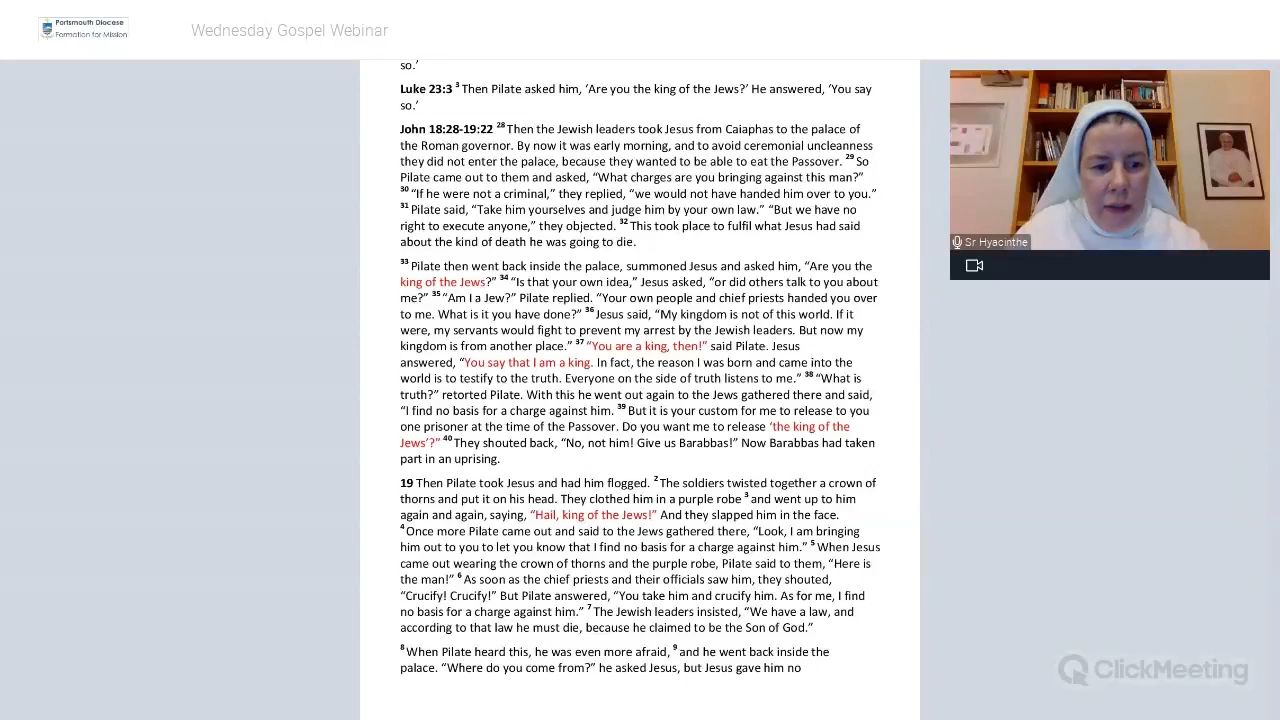 Portsmouth Diocese
Formation for Mission
Wednesday Gospel Webinar
so.’
Luke 23:3 3 Then Pilate asked him, ‘Are you the king of the Jews?’ He answered, ‘You say
so.’
John 18:28-19:22 28 Then the Jewish leaders took Jesus from Caiaphas to the palace of
the Roman governor. By now it was early morning, and to avoid ceremonial uncleanness
they did not enter the palace, because they wanted to be able to eat the Passover. 29 So
Pilate came out to them and asked, “What charges are you bringing against this man?”
30 “If he were not a criminal,” they replied, “we would not have handed him over to you.”
31 Pilate said, “Take him yourselves and judge him by your own law.” “But we have no
right to execute anyone,” they objected. 32 This took place to fulfil what Jesus had said
about the kind of death he was going to die.
33 Pilate then went back inside the palace, summoned Jesus and asked him, “Are you the
king of the Jews?” 34 “Is that your own idea,” Jesus asked, “or did others talk to you about
me?” 35 “Am I a Jew?” Pilate replied. “Your own people and chief priests handed you over
to me. What is it you have done?” 36 Jesus said, “My kingdom is not of this world. If it
were, my servants would fight to prevent my arrest by the Jewish leaders. But now my
kingdom is from another place.” 37 “You are a king, then!” said Pilate. Jesus
answered, “You say that I am a king. In fact, the reason I was born and came into the
world is to testify to the truth. Everyone on the side of truth listens to me.” 38 “What is
truth?” retorted Pilate. With this he went out again to the Jews gathered there and said,
“I find no basis for a charge against him. 39 But it is your custom for me to release to you
one prisoner at the time of the Passover. Do you want me to release ‘the king of the
Jews’?” 40 They shouted back, “No, not him! Give us Barabbas!” Now Barabbas had taken
part in an uprising.
19 Then Pilate took Jesus and had him flogged. 2 The soldiers twisted together a crown of
thorns and put it on his head. They clothed him in a purple robe 3 and went up to him
again and again, saying, “Hail, king of the Jews!” And they slapped him in the face.
4 Once more Pilate came out and said to the Jews gathered there, “Look, I am bringing
him out to you to let you know that I find no basis for a charge against him.” 5 When Jesus
came out wearing the crown of thorns and the purple robe, Pilate said to them, “Here is
the man!” 6 As soon as the chief priests and their officials saw him, they shouted,
“Crucify! Crucify!” But Pilate answered, “You take him and crucify him. As for me, I find
no basis for a charge against him.” 7 The Jewish leaders insisted, “We have a law, and
according to that law he must die, because he claimed to be the Son of God.”
8 When Pilate heard this, he was even more afraid, 9 and he went back inside the
palace. “Where do you come from?” he asked Jesus, but Jesus gave him no
Sr Hyacinthe
ClickMeeting